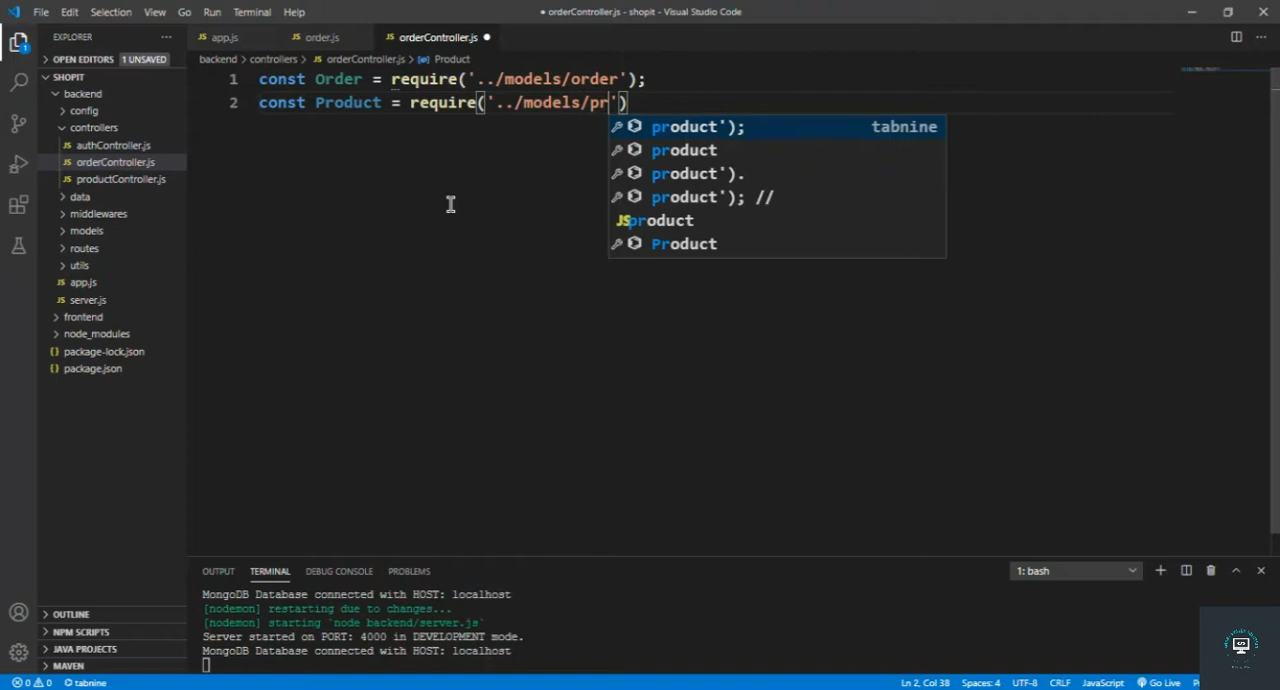 File Edit Selection View Go Run Terminal Help
● orderController.js - shopit - Visual Studio Code
EXPLORER ...
JS app.js JS order.js JS orderController.js ●
OPEN EDITORS 1 UNSAVED
backend > controllers > JS orderController.js > Product
SHOPIT
backend
config
controllers
JS authController.js
JS orderController.js
JS productController.js
data
middlewares
models
routes
utils
JS app.js
JS server.js
frontend
node_modules
{} package-lock.json
{} package.json
1 const Order = require('../models/order');
2 const Product = require('../models/pr')
product'); tabnine
product
product').
product'); //
JS product
Product
OUTPUT TERMINAL DEBUG CONSOLE PROBLEMS
1: bash
MongoDB Database connected with HOST: localhost
[nodemon] restarting due to changes...
[nodemon] starting `node backend/server.js`
Server started on PORT: 4000 in DEVELOPMENT mode.
MongoDB Database connected with HOST: localhost
OUTLINE
NPM SCRIPTS
JAVA PROJECTS
MAVEN
0 0 tabnine
Ln 2, Col 38 Spaces: 4 UTF-8 CRLF JavaScript Go Live